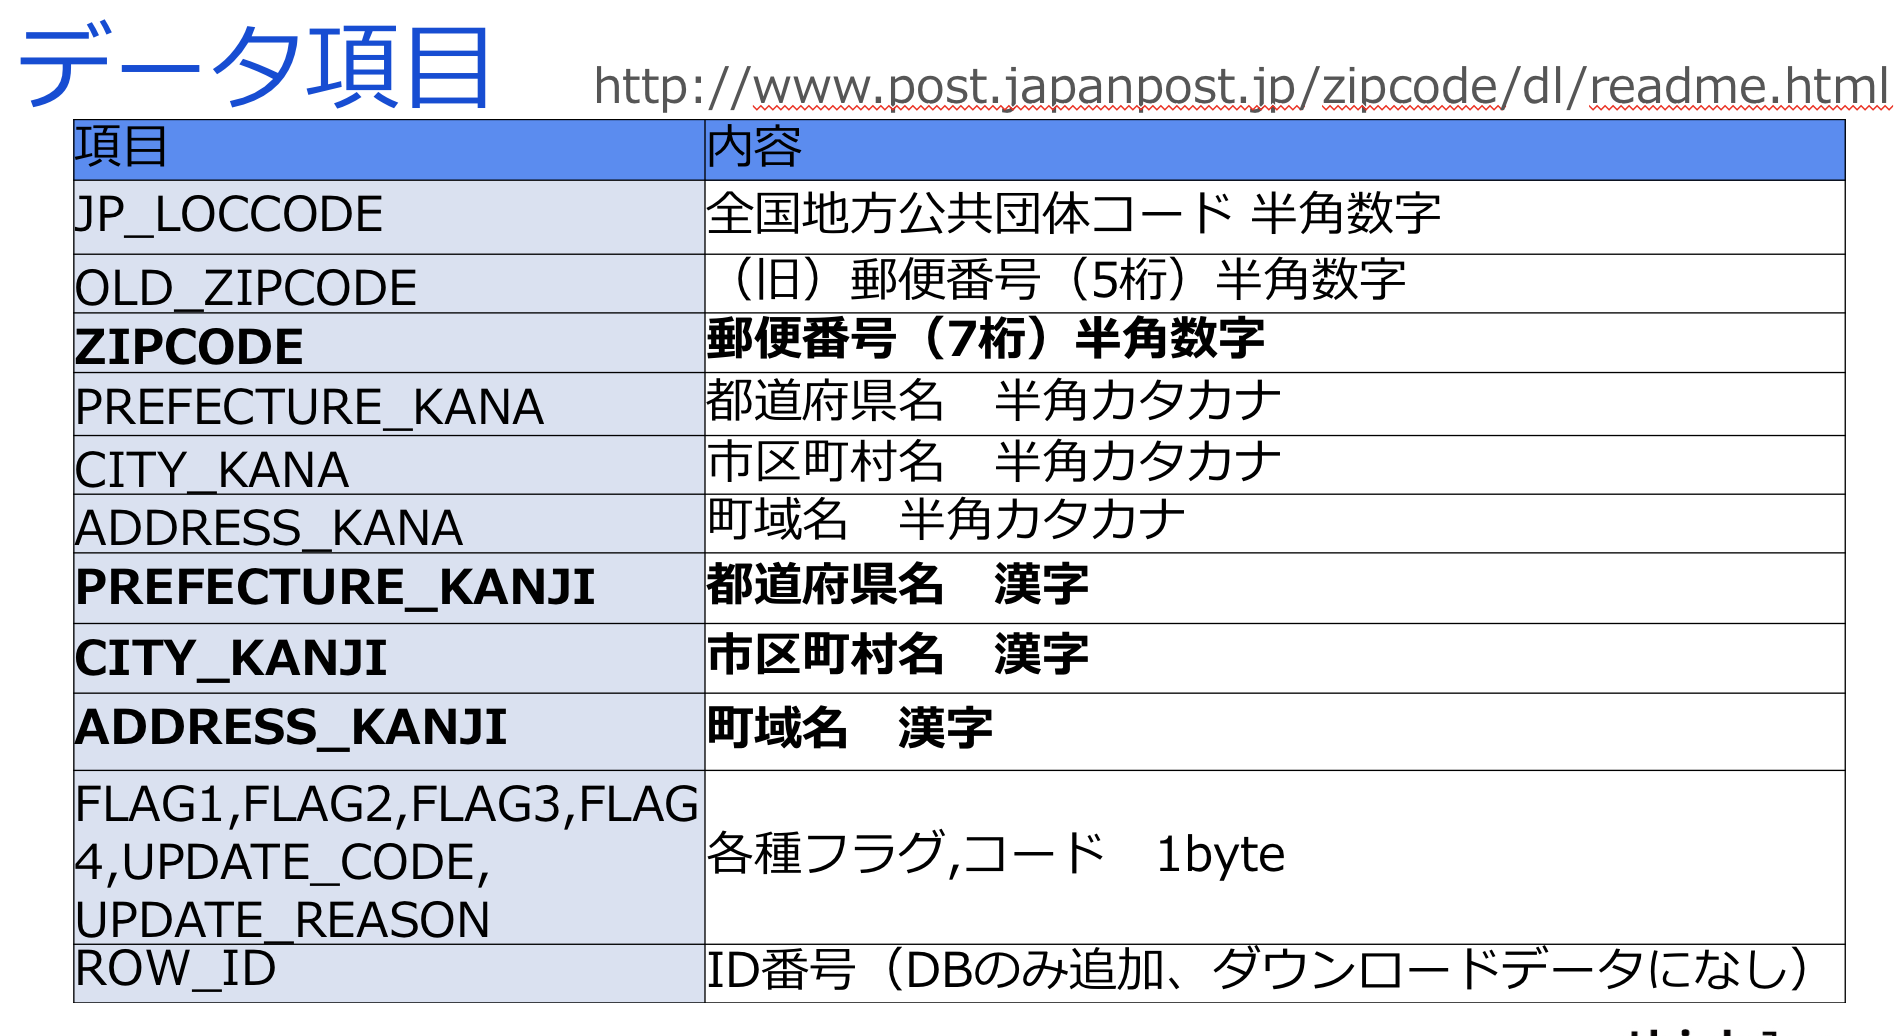 データ項目
http://www.post.japanpost.jp/zipcode/dl/readme.html
項目 内容
JP_LOCCODE 全国地方公共団体コード 半角数字
OLD_ZIPCODE （旧）郵便番号（5桁）半角数字
ZIPCODE 郵便番号（7桁）半角数字
PREFECTURE_KANA 都道府県名　半角カタカナ
CITY_KANA 市区町村名　半角カタカナ
ADDRESS_KANA 町域名　半角カタカナ
PREFECTURE_KANJI 都道府県名　漢字
CITY_KANJI 市区町村名　漢字
ADDRESS_KANJI 町域名　漢字
FLAG1,FLAG2,FLAG3,FLAG
4,UPDATE_CODE,
UPDATE_REASON
各種フラグ,コード　1byte
ROW_ID ID番号（DBのみ追加、ダウンロードデータになし）